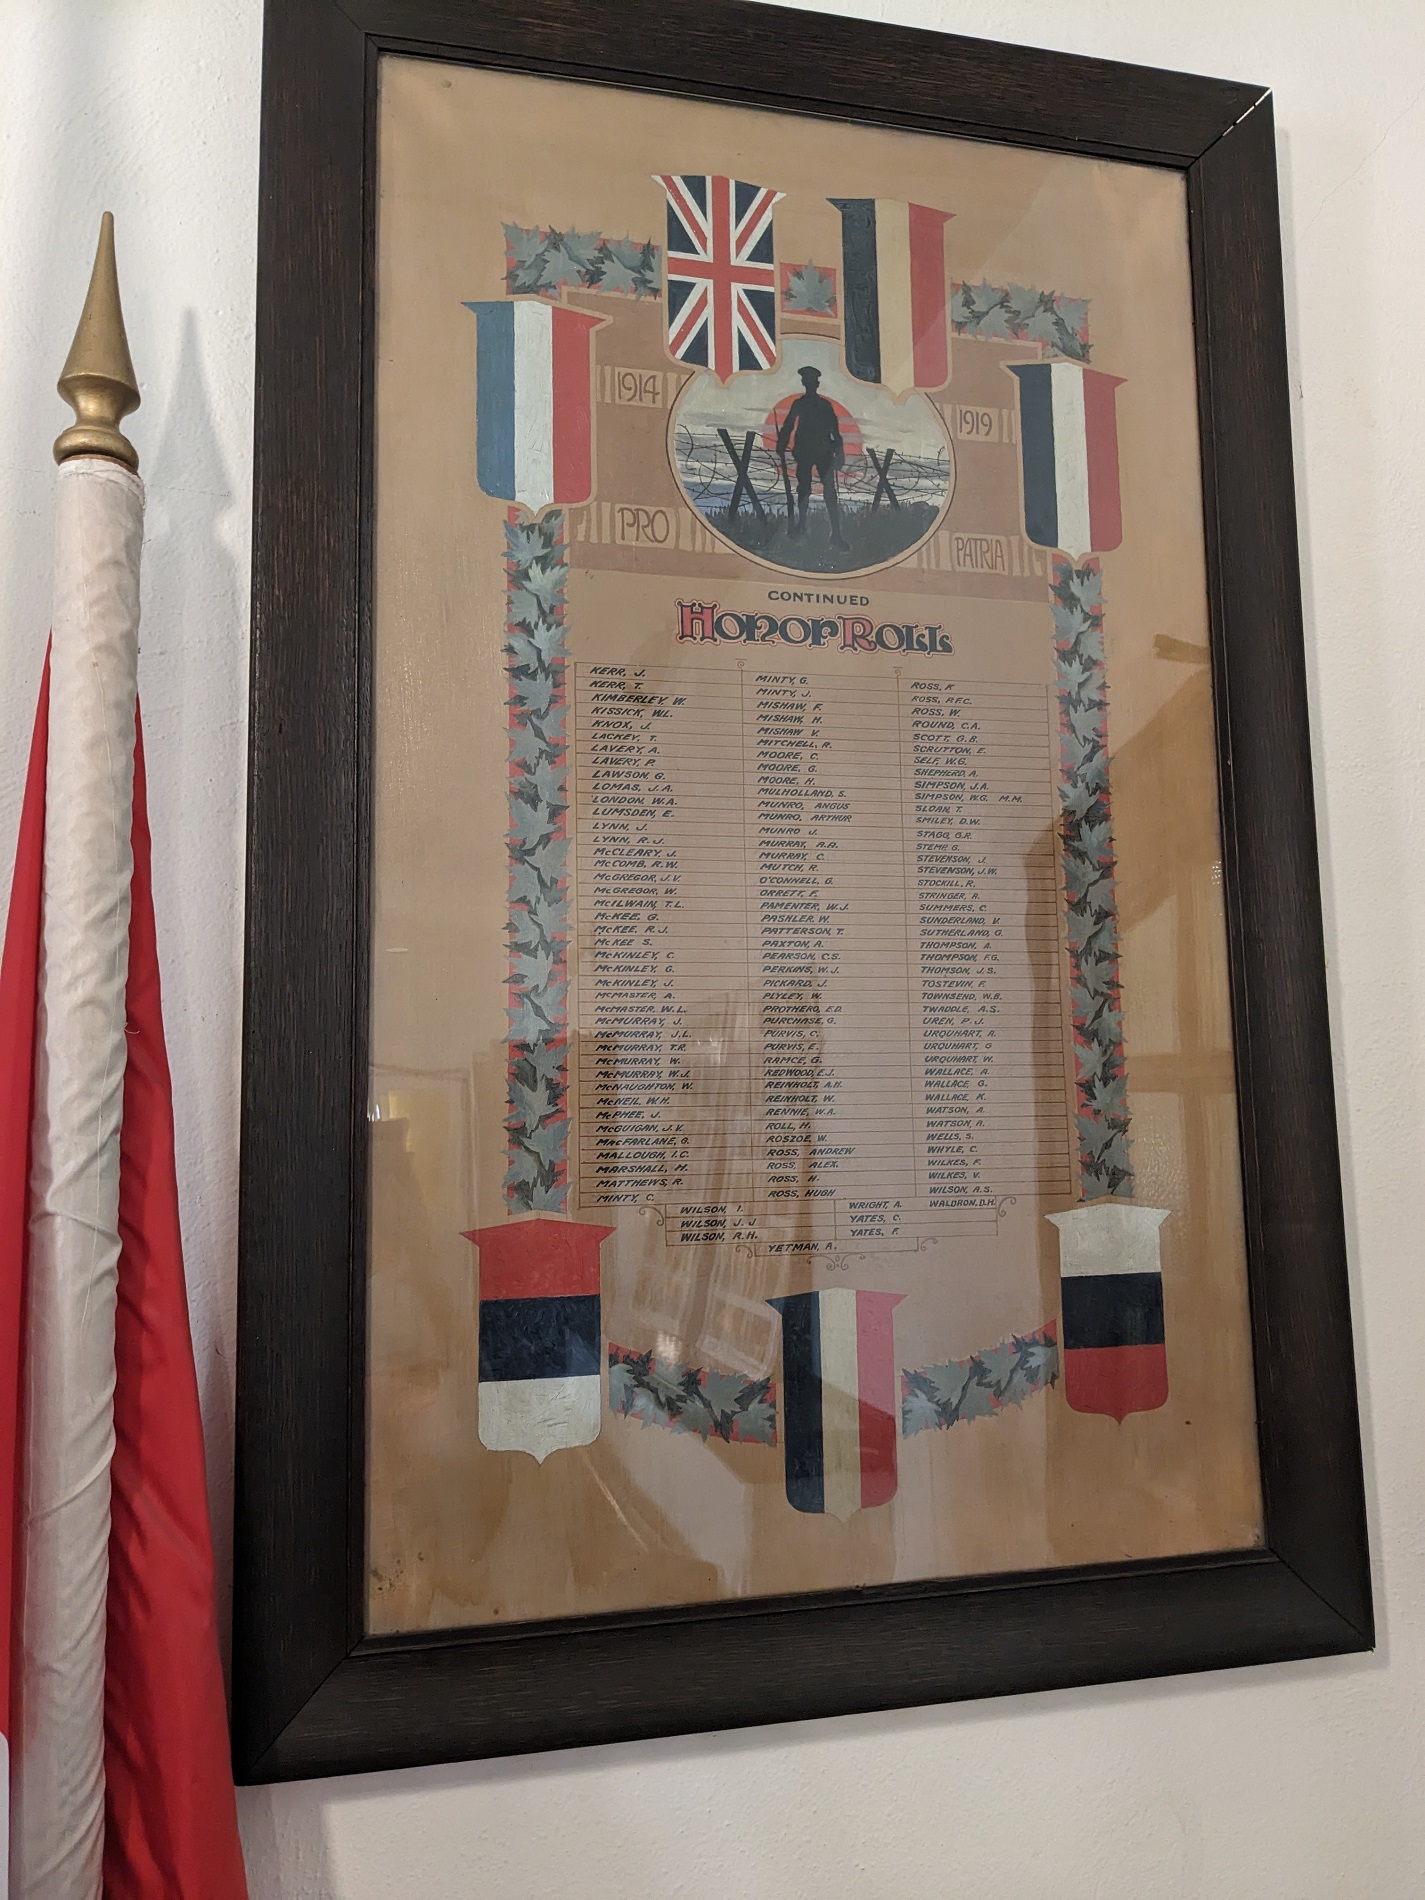 1914
1919
PRO
PATRIA
CONTINUED
HONOR ROLL
KERR, J.
KERR, T.
KIMBERLEY, W.
KISSICK, W.L.
KNOX, J.
LACKEY, T.
LAVERY, A.
LAVERY, P.
LAWSON, G.
LOMAS, J.A.
LONDON, W.A.
LUMSDEN, E.
LYNN, J.
LYNN, R.J.
McCLEARY, J.
McCOMB, R.W.
McGREGOR, J.V.
McGREGOR, W.
McILWAIN, T.L.
McKEE, G.
McKEE, R.J.
McKEE S.
McKINLEY, C.
McKINLEY, G.
McKINLEY, J.
McMASTER, A.
McMASTER, W.L.
McMURRAY, J.
McMURRAY, J.L.
McMURRAY, T.R.
McMURRAY, W.
McMURRAY, W.J.
McNAUGHTON, W.
McNEIL, W.H.
McPHEE, J.
McGUIGAN, J.V.
MacFARLANE, G.
MALLOUGH, I.C.
MARSHALL, H.
MATTHEWS, R.
MINTY, C.
MINTY, G.
MINTY, J.
MISHAW, F.
MISHAW, H.
MISHAW V.
MITCHELL, R.
MOORE, C.
MOORE, G.
MOORE, H.
MULHOLLAND, S.
MUNRO, ANGUS
MUNRO, ARTHUR
MUNRO J.
MURRAY, A.A.
MURRAY, C.
MUTCH, R.
O'CONNELL, G.
ORRETT, F.
PAMENTER, W.J.
PASHLER, W.
PATTERSON, T.
PAXTON, A.
PEARSON, C.S.
PERKINS, W.J.
PICKARD, J.
PLYLEY, W.
PROTHERO, E.D.
PURCHASE, G.
PURVIS, C.
PURVIS, E.
RAMCE, G.
REDWOOD, E.J.
REINHOLT, A.H.
REINHOLT, W.
RENNIE, W.A.
ROLL, H.
ROSZOE, W.
ROSS, ANDREW
ROSS, ALEX.
ROSS, H.
ROSS, HUGH
ROSS, K
ROSS, P.F.C.
ROSS, W.
ROUND, C.A.
SCOTT, G.B.
SCRUTTON, E.
SELF, W.G.
SHEPHERD, A.
SIMPSON, J.A.
SIMPSON, W.G. M.M.
SLOAN, T.
SMILEY, D.W.
STAGG, G.R.
STEMP, G.
STEVENSON, J.
STEVENSON, J.W.
STOCKILL, R.
STRINGER, A.
SUMMERS, C.
SUNDERLAND, V.
SUTHERLAND, G.
THOMPSON, A.
THOMPSON, F.G.
THOMSON, J.S.
TOSTEVIN, F.
TOWNSEND, W.B.
TWADDLE, A.S.
UREN, P.J.
URQUHART, A.
URQUHART, G
URQUHART, W.
WALLACE, A.
WALLACE, G.
WALLACE, K.
WATSON, A.
WATSON, A.
WELLS, S.
WHYLE, C.
WILKES, F.
WILKES, V.
WILSON, A.S.
WALDRON, D.H.
WILSON, I.
WILSON, J.J
WILSON, R.H.
WRIGHT, A.
YATES, C.
YATES, F.
YETMAN, A.